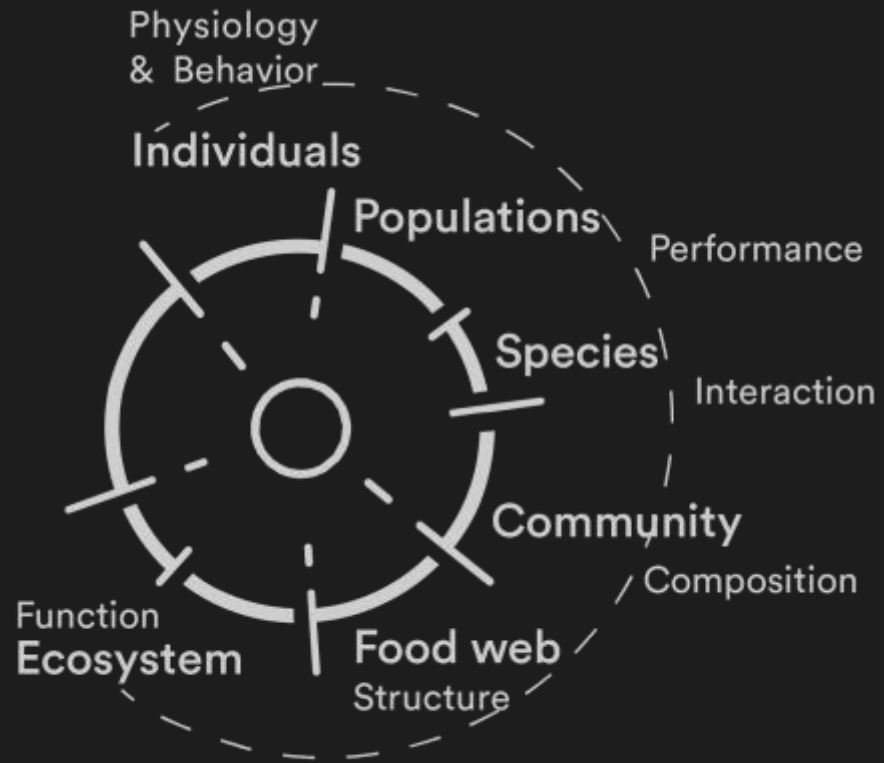 Physiology
& Behavior
Individuals
Populations
Performance
Species
Interaction
Community
Composition
Function
Ecosystem
Food web
Structure